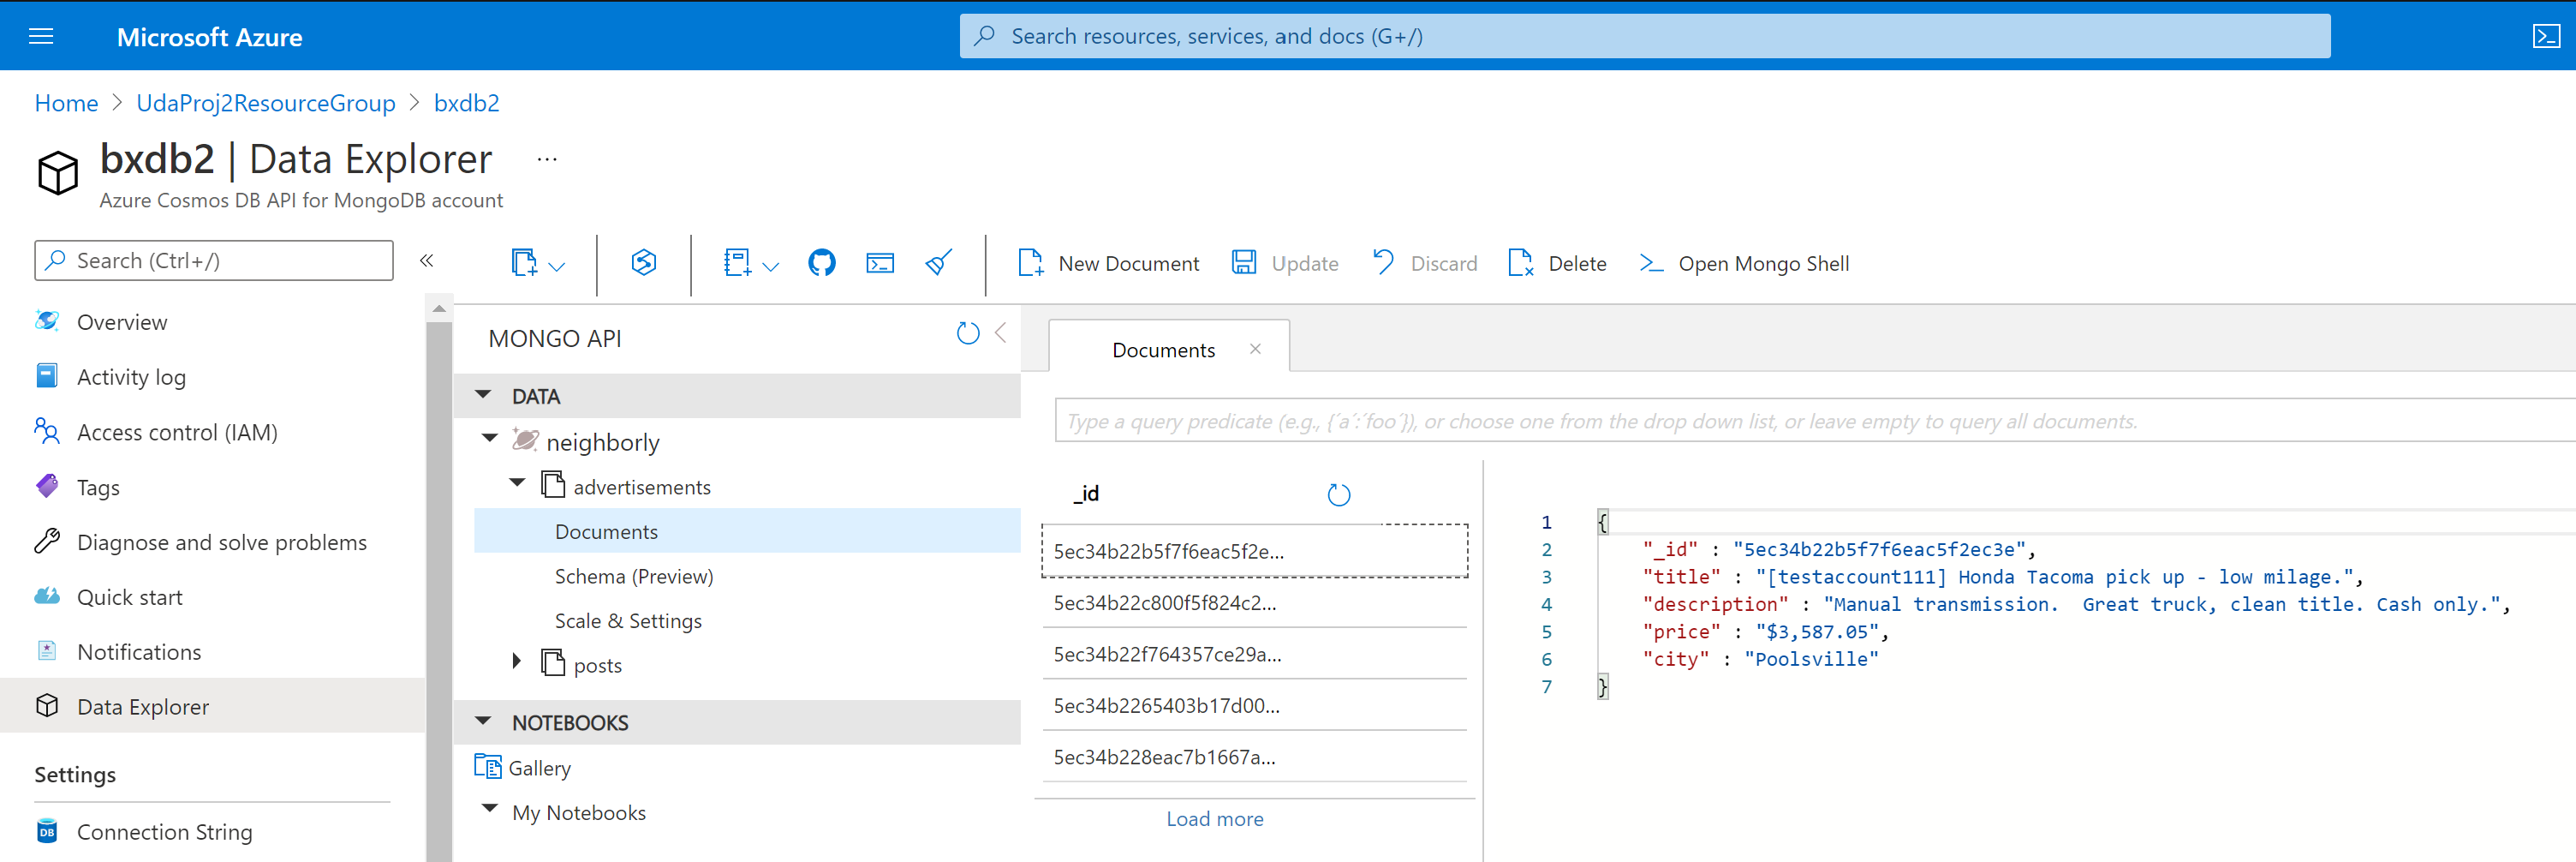 Microsoft Azure
Search resources, services, and docs (G+/)
Home > UdaProj2ResourceGroup > bxdb2
bxdb2 | Data Explorer ...
Azure Cosmos DB API for MongoDB account
Search (Ctrl+/)
«
New Document
Update
Discard
Delete
Open Mongo Shell
Overview
Activity log
Access control (IAM)
Tags
Diagnose and solve problems
Quick start
Notifications
Data Explorer
Settings
DB
Connection String
MONGO API
DATA
neighborly
advertisements
Documents
Schema (Preview)
Scale & Settings
posts
NOTEBOOKS
Gallery
My Notebooks
Documents
Type a query predicate (e.g., {´a´:´foo´}), or choose one from the drop down list, or leave empty to query all documents.
_id
5ec34b22b5f7f6eac5f2e...
5ec34b22c800f5f824c2...
5ec34b22f764357ce29a...
5ec34b2265403b17d00...
5ec34b228eac7b1667a...
Load more
1 {
2 "_id" : "5ec34b22b5f7f6eac5f2ec3e",
3 "title" : "[testaccount111] Honda Tacoma pick up - low milage.",
4 "description" : "Manual transmission.  Great truck, clean title. Cash only.",
5 "price" : "$3,587.05",
6 "city" : "Poolsville"
7 }